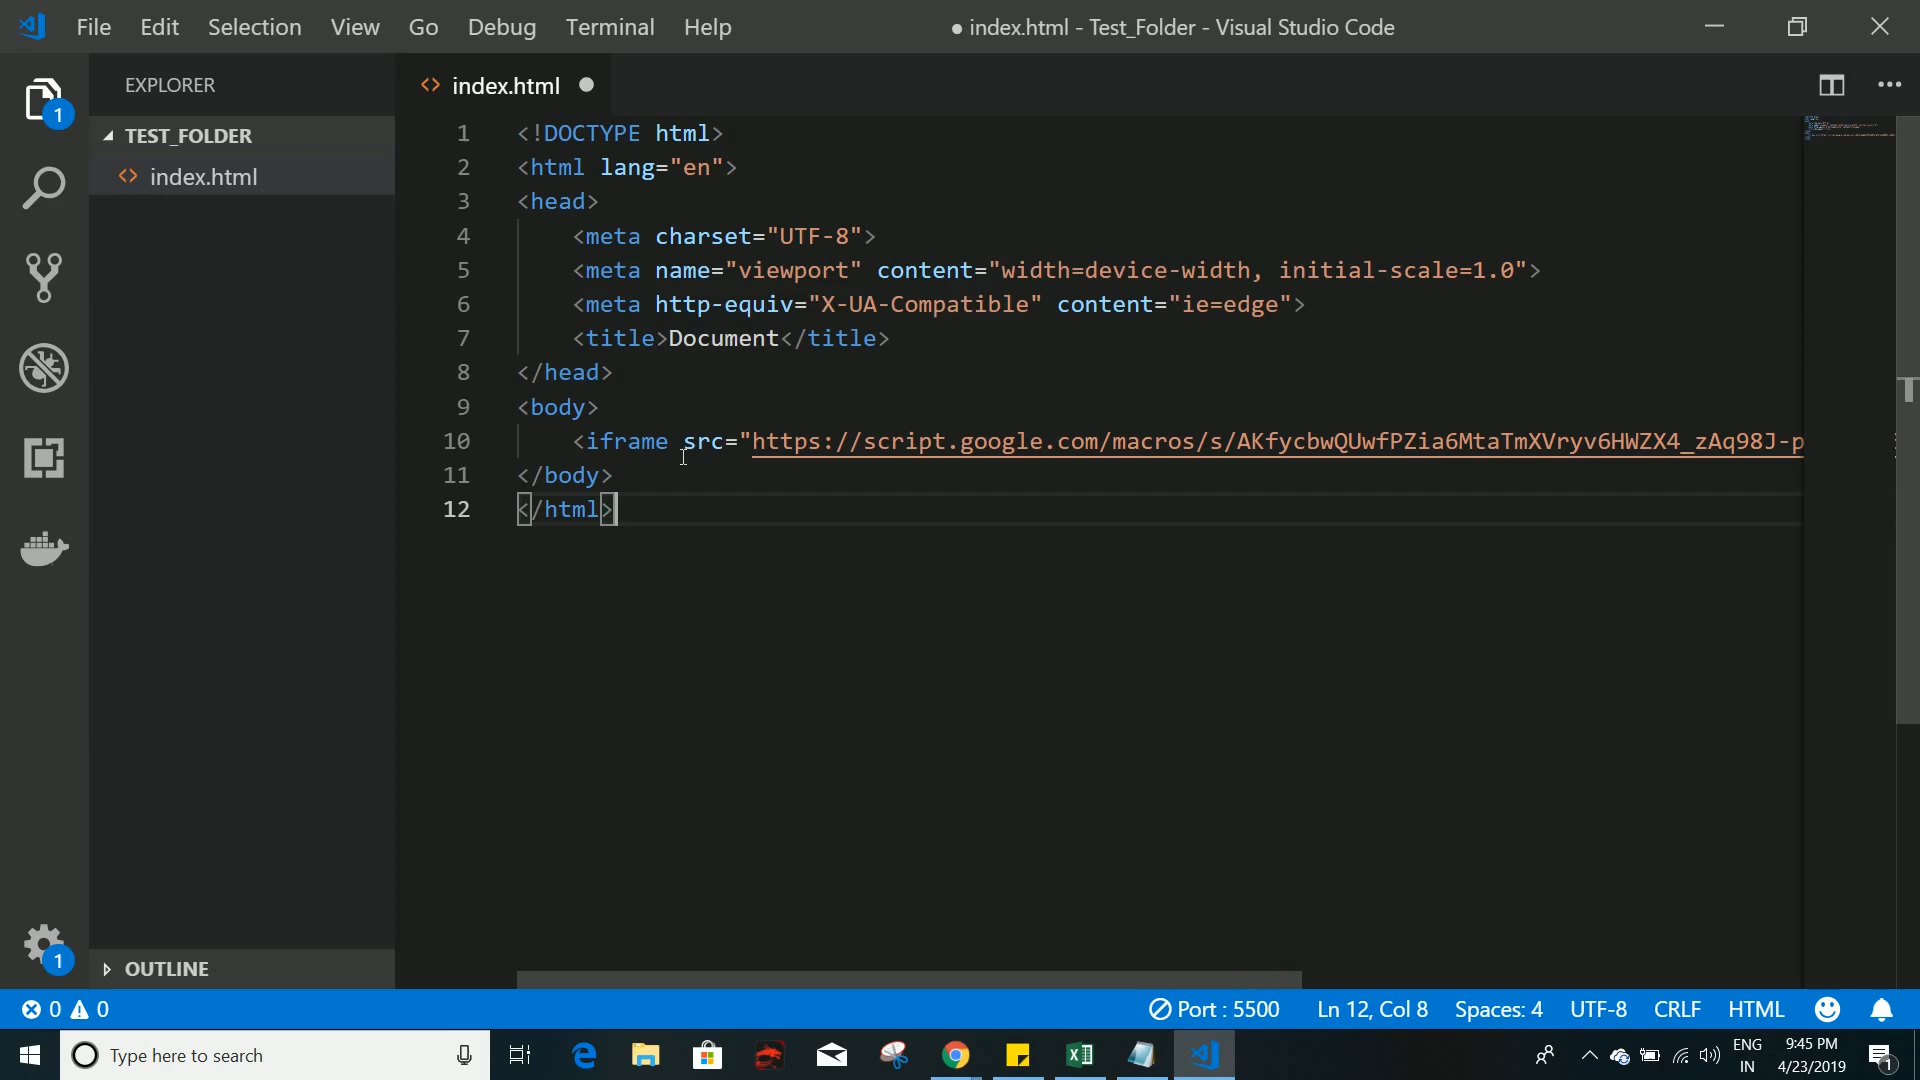 File Edit Selection View Go Debug Terminal Help ● index.html - Test_Folder - Visual Studio Code
EXPLORER
index.html
1
TEST_FOLDER
index.html
1 <!DOCTYPE html>
2 <html lang="en">
3 <head>
4 <meta charset="UTF-8">
5 <meta name="viewport" content="width=device-width, initial-scale=1.0">
6 <meta http-equiv="X-UA-Compatible" content="ie=edge">
7 <title>Document</title>
8 </head>
9 <body>
10 <iframe src="https://script.google.com/macros/s/AKfycbwQUwfPZia6MtaTmXVryv6HWZX4_zAq98J-p
11 </body>
12 </html>
1
OUTLINE
0 0 Port : 5500 Ln 12, Col 8 Spaces: 4 UTF-8 CRLF HTML
Type here to search
ENG
IN
9:45 PM
4/23/2019
1